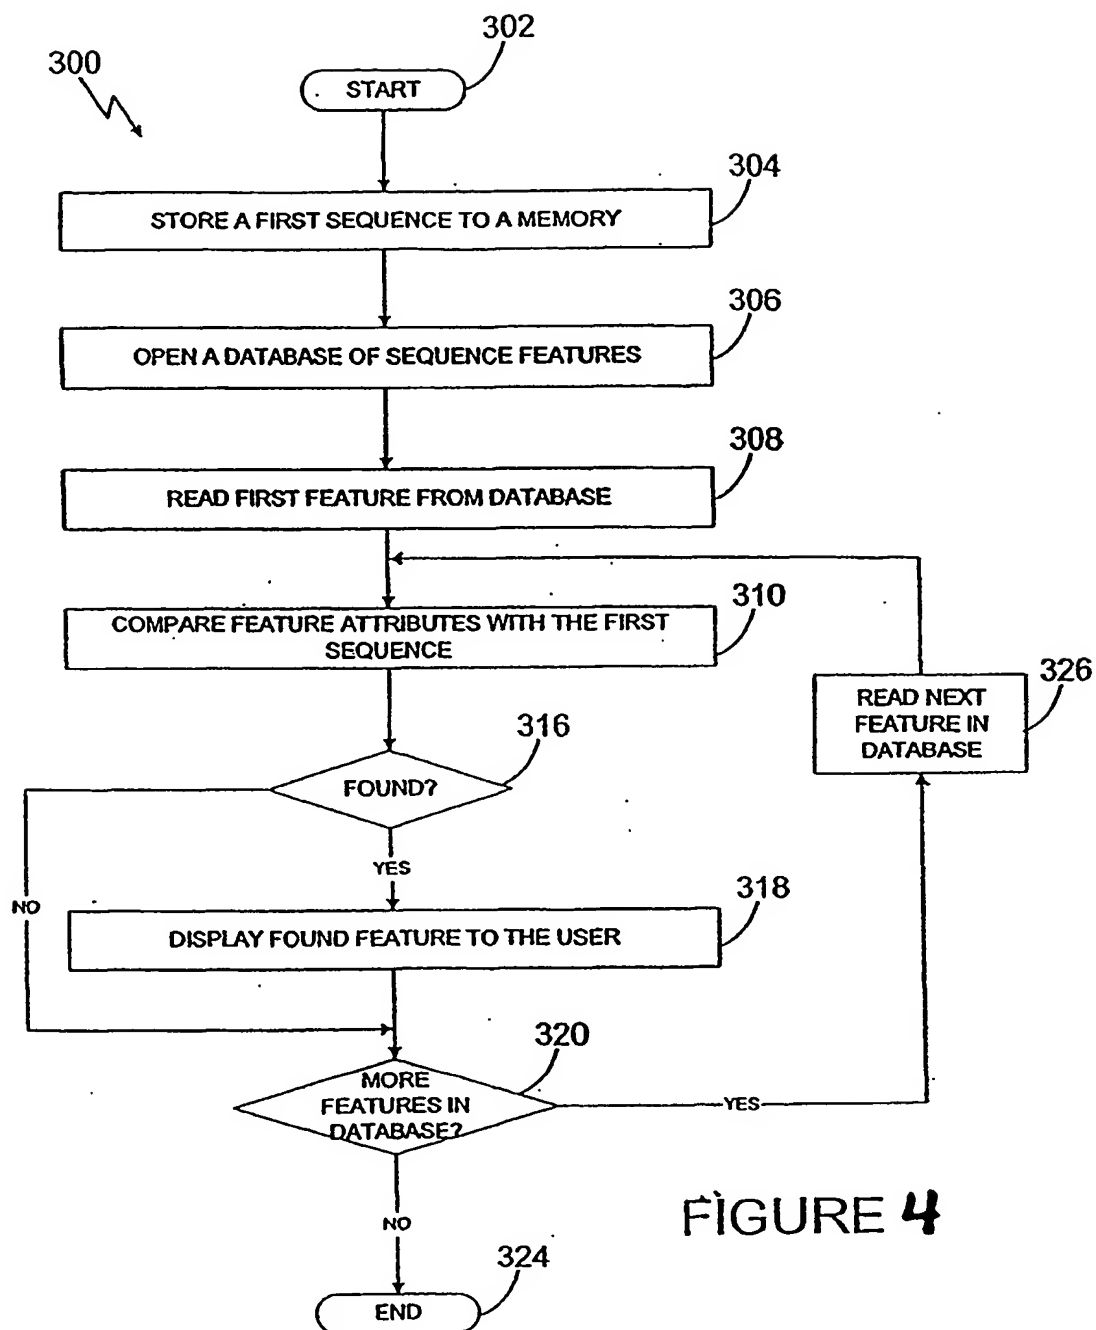 302
300
START
304
STORE A FIRST SEQUENCE TO A MEMORY
306
OPEN A DATABASE OF SEQUENCE FEATURES
308
READ FIRST FEATURE FROM DATABASE
310
COMPARE FEATURE ATTRIBUTES WITH THE FIRST
SEQUENCE
326
READ NEXT
FEATURE IN
DATABASE
316
FOUND?
YES
NO
318
DISPLAY FOUND FEATURE TO THE USER
320
MORE
FEATURES IN
DATABASE?
YES
NO
FIGURE 4
324
END